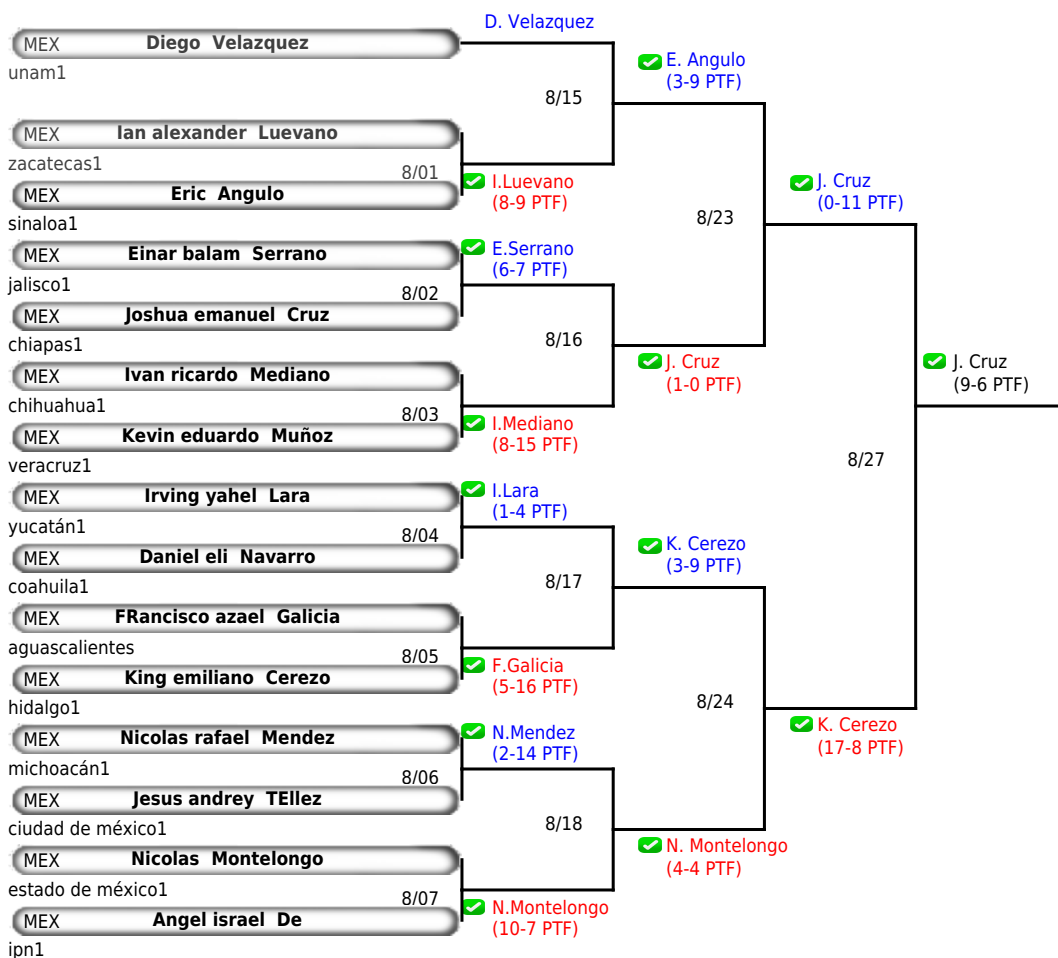 D. Velazquez
MEX Diego Velazquez
unam1
E. Angulo
(3-9 PTF)
8/15
MEX Ian alexander Luevano
zacatecas1
8/01
I.Luevano
(8-9 PTF)
MEX Eric Angulo
sinaloa1
J. Cruz
(0-11 PTF)
8/23
MEX Einar balam Serrano
jalisco1
E.Serrano
(6-7 PTF)
8/02
MEX Joshua emanuel Cruz
chiapas1
8/16
MEX Ivan ricardo Mediano
chihuahua1
J. Cruz
(1-0 PTF)
J. Cruz
(9-6 PTF)
8/03
I.Mediano
(8-15 PTF)
MEX Kevin eduardo Muñoz
veracruz1
8/27
MEX Irving yahel Lara
yucatán1
I.Lara
(1-4 PTF)
8/04
MEX Daniel eli Navarro
coahuila1
K. Cerezo
(3-9 PTF)
8/17
MEX FRancisco azael Galicia
aguascalientes
8/05
F.Galicia
(5-16 PTF)
MEX King emiliano Cerezo
hidalgo1
8/24
MEX Nicolas rafael Mendez
michoacán1
N.Mendez
(2-14 PTF)
K. Cerezo
(17-8 PTF)
8/06
MEX Jesus andrey TEllez
ciudad de méxico1
8/18
MEX Nicolas Montelongo
estado de méxico1
N. Montelongo
(4-4 PTF)
8/07
N.Montelongo
(10-7 PTF)
MEX Angel israel De
ipn1